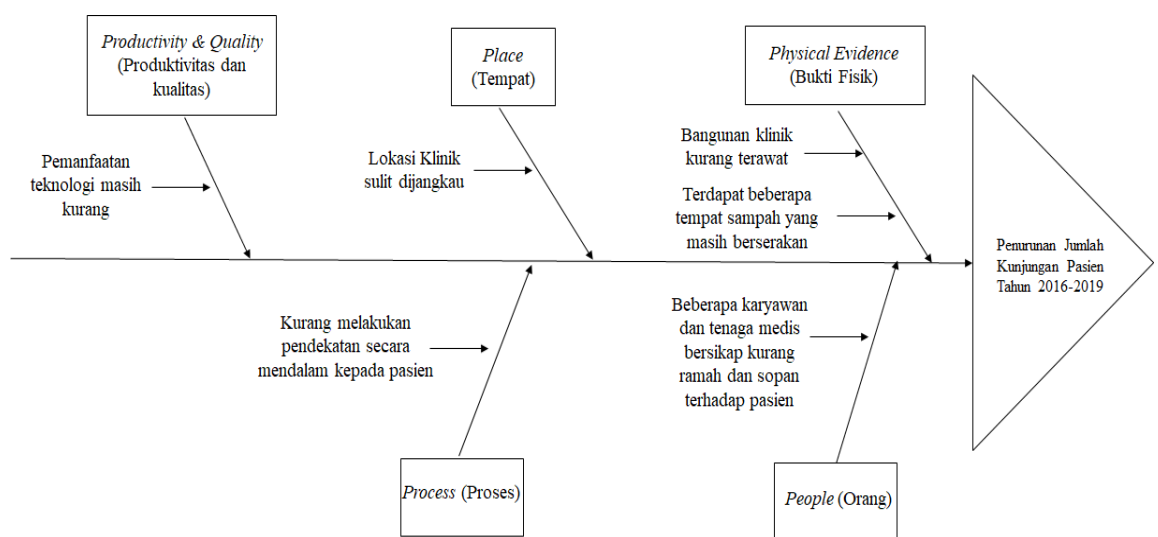 Productivity & Quality
(Produktivitas dan
kualitas)
Place
(Tempat)
Physical Evidence
(Bukti Fisik)
Pemanfaatan
teknologi masih
kurang
Lokasi Klinik
sulit dijangkau
Bangunan klinik
kurang terawat
Terdapat beberapa
tempat sampah yang
masih berserakan
Penurunan Jumlah
Kunjungan Pasien
Tahun 2016-2019
Kurang melakukan
pendekatan secara
mendalam kepada pasien
Beberapa karyawan
dan tenaga medis
bersikap kurang
ramah dan sopan
terhadap pasien
Process (Proses)
People (Orang)